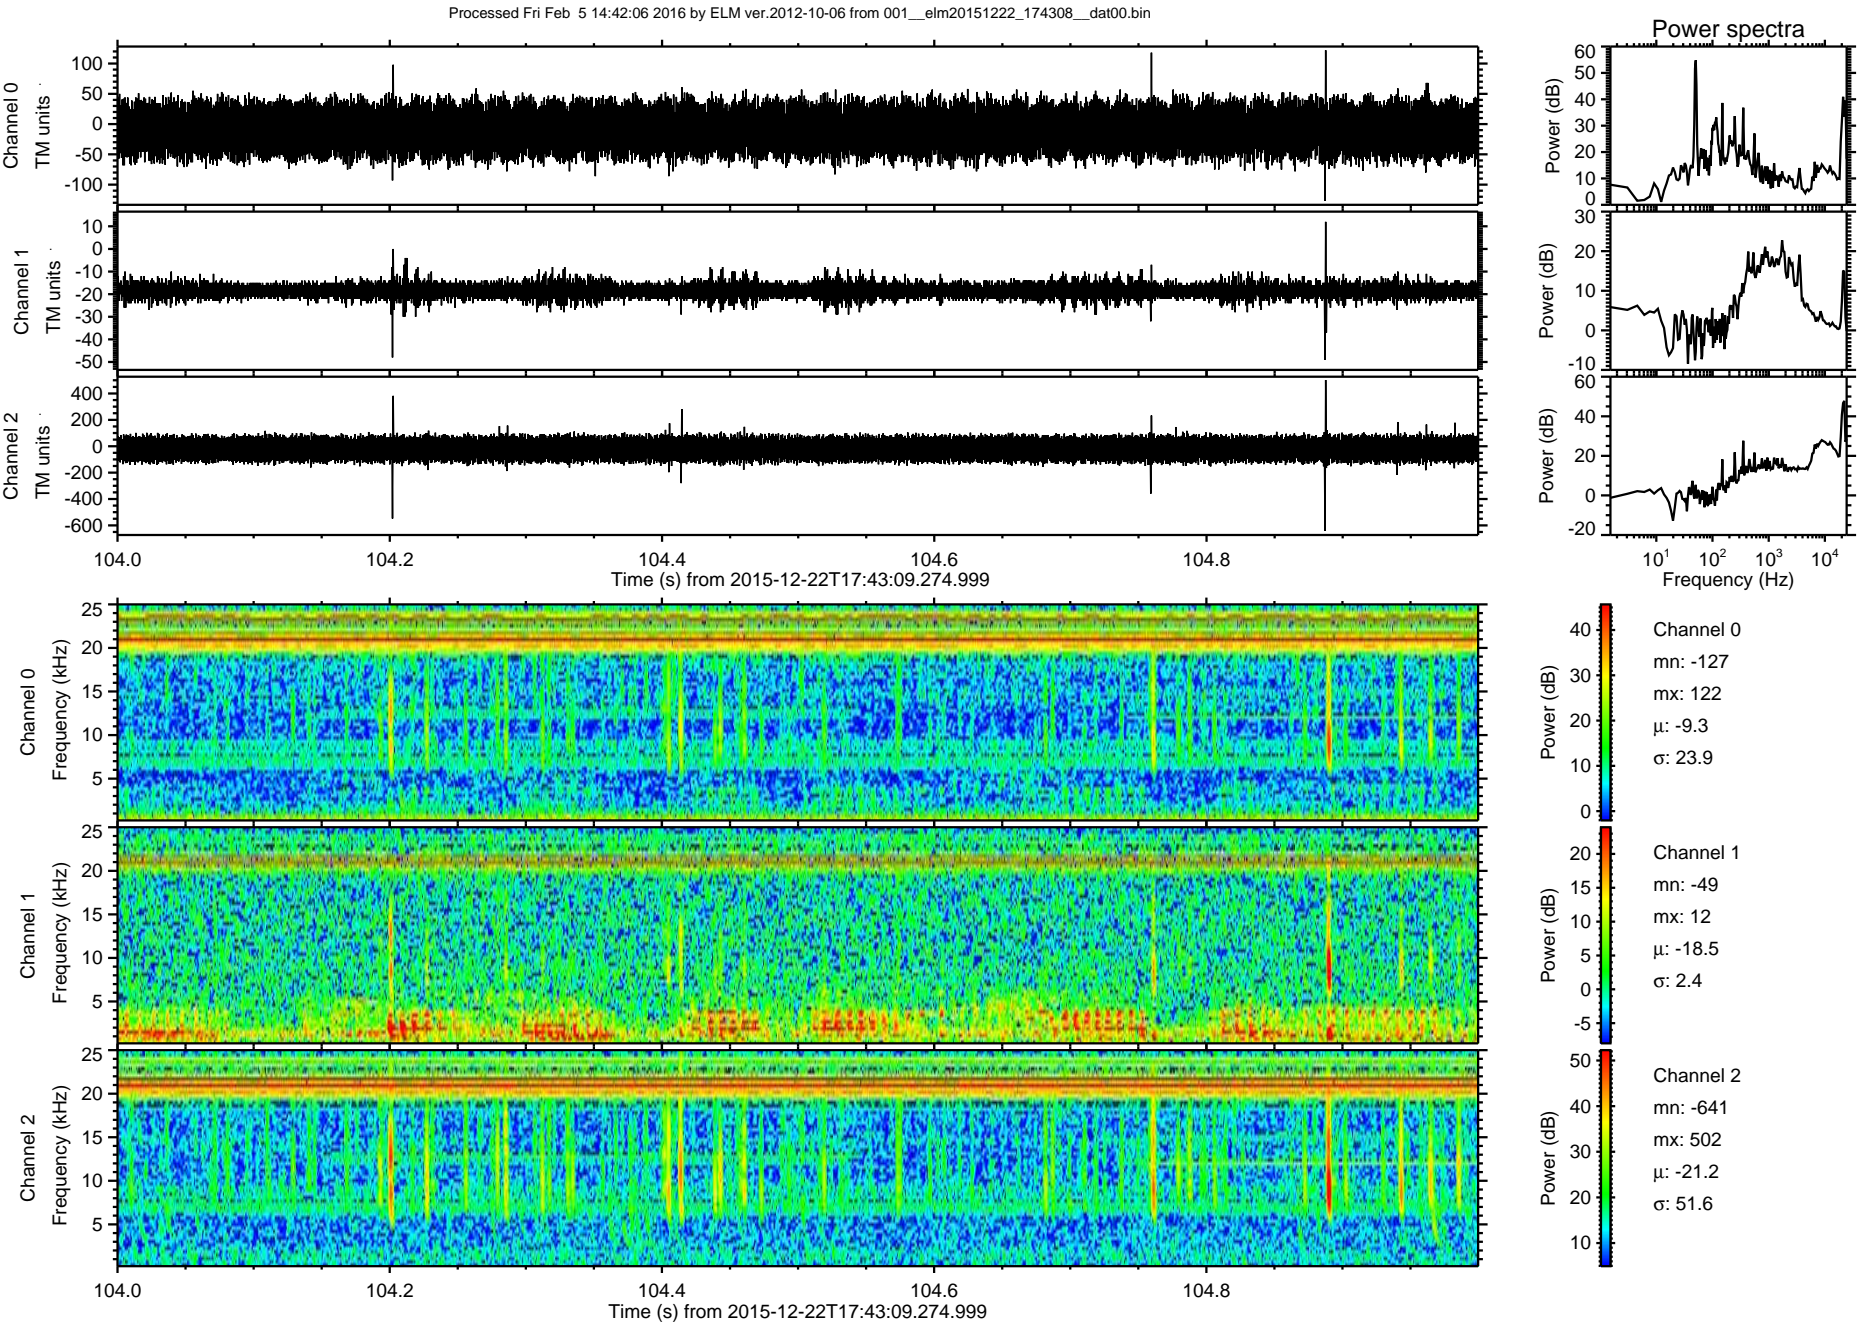 Processed Fri Feb  5 14:42:06 2016 by ELM ver.2012-10-06 from 001__elm20151222_174308__dat00.bin
Power spectra
Channel 0
TM units
100
50
0
-50
-100
Power (dB)
60
50
40
30
20
10
0
Channel 1
TM units
10
0
-10
-20
-30
-40
-50
Power (dB)
30
20
10
0
-10
Channel 2
TM units
400
200
0
-200
-400
-600
Power (dB)
60
40
20
0
-20
104.0 104.2 104.4 104.6 104.8
Time (s) from 2015-12-22T17:43:09.274.999
10^1 10^2 10^3 10^4
Frequency (Hz)
Channel 0
Frequency (kHz)
25
20
15
10
5
Power (dB)
40
30
20
10
0
Channel 0
mn: -127
mx: 122
µ: -9.3
σ: 23.9
Channel 1
Frequency (kHz)
25
20
15
10
5
Power (dB)
20
15
10
5
0
-5
Channel 1
mn: -49
mx: 12
µ: -18.5
σ: 2.4
Channel 2
Frequency (kHz)
25
20
15
10
5
Power (dB)
50
40
30
20
10
Channel 2
mn: -641
mx: 502
µ: -21.2
σ: 51.6
104.0 104.2 104.4 104.6 104.8
Time (s) from 2015-12-22T17:43:09.274.999